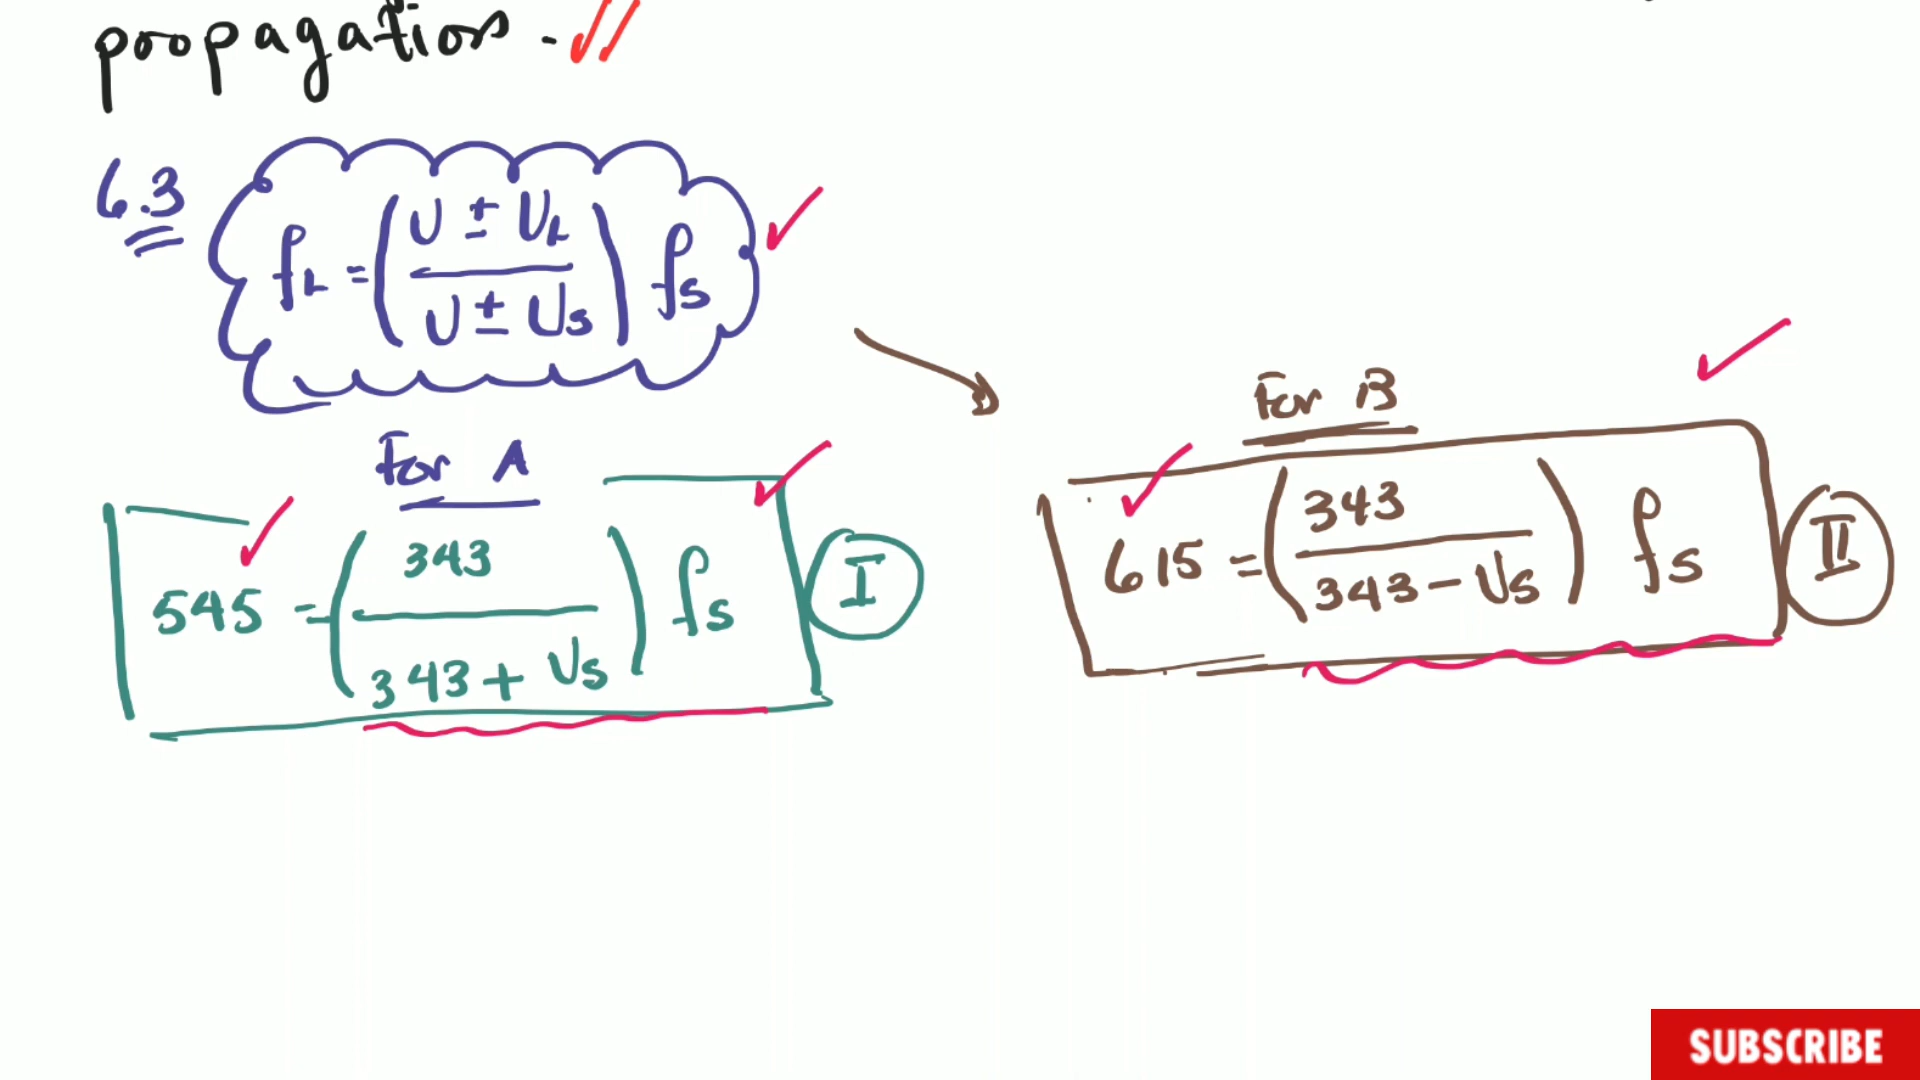 propagation.
6.3 fL = (V ± VL / V ± Vs) fs
For A
545 = (343 / 343 + Vs) fs I
For B
615 = (343 / 343 - Vs) fs II
SUBSCRIBE